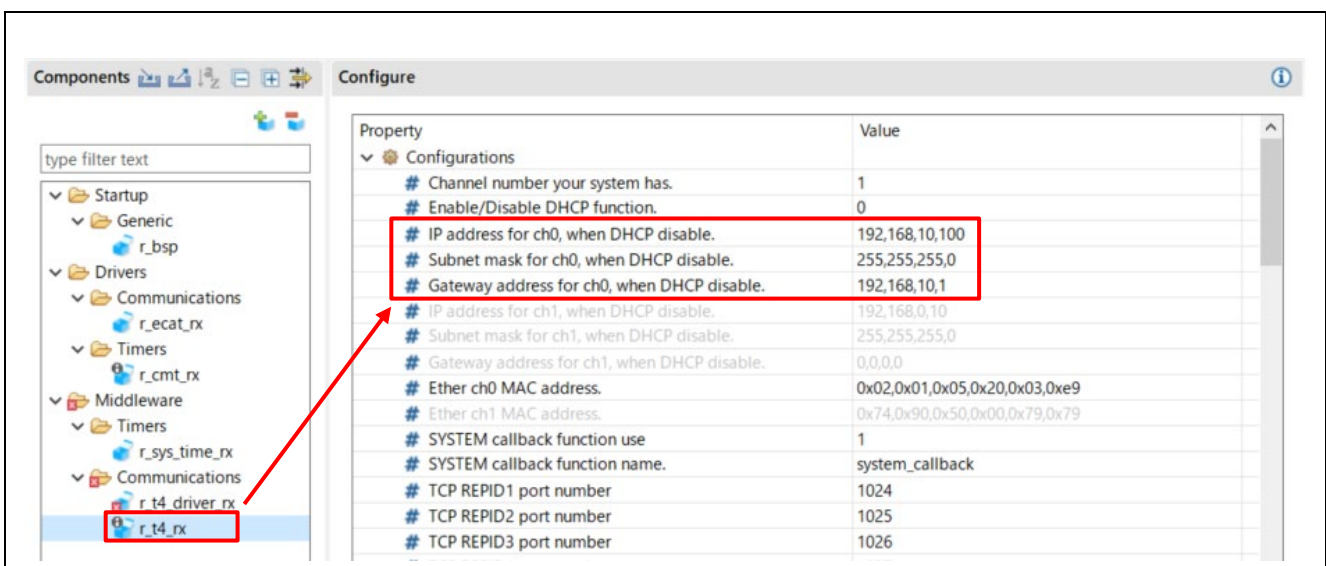 Components
type filter text
Startup
Generic
r_bsp
Drivers
Communications
r_ecat_rx
Timers
r_cmt_rx
Middleware
Timers
r_sys_time_rx
Communications
r_t4_driver_rx
r_t4_rx
Configure
Property Value
Configurations
# Channel number your system has. 1
# Enable/Disable DHCP function. 0
# IP address for ch0, when DHCP disable. 192,168,10,100
# Subnet mask for ch0, when DHCP disable. 255,255,255,0
# Gateway address for ch0, when DHCP disable. 192,168,10,1
# IP address for ch1, when DHCP disable. 192,168,0,10
# Subnet mask for ch1, when DHCP disable. 255,255,255,0
# Gateway address for ch1, when DHCP disable. 0,0,0,0
# Ether ch0 MAC address. 0x02,0x01,0x05,0x20,0x03,0xe9
# Ether ch1 MAC address. 0x74,0x90,0x50,0x00,0x79,0x79
# SYSTEM callback function use 1
# SYSTEM callback function name. system_callback
# TCP REPID1 port number 1024
# TCP REPID2 port number 1025
# TCP REPID3 port number 1026